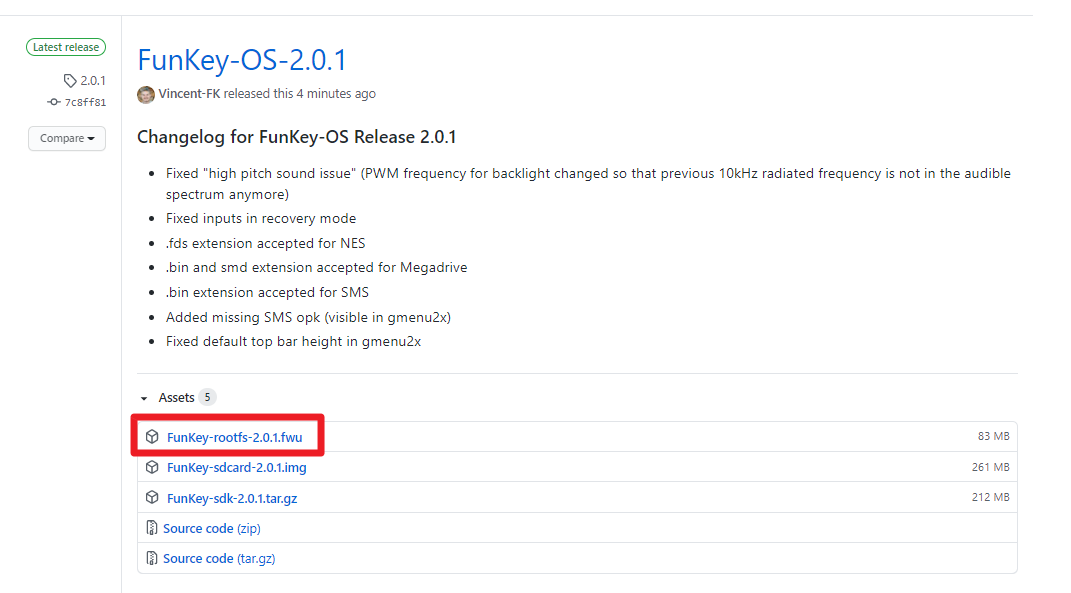 Latest release
2.0.1
7c8ff81
Compare
FunKey-OS-2.0.1
Vincent-FK released this 4 minutes ago
Changelog for FunKey-OS Release 2.0.1
Fixed "high pitch sound issue" (PWM frequency for backlight changed so that previous 10kHz radiated frequency is not in the audible
spectrum anymore)
Fixed inputs in recovery mode
.fds extension accepted for NES
.bin and smd extension accepted for Megadrive
.bin extension accepted for SMS
Added missing SMS opk (visible in gmenu2x)
Fixed default top bar height in gmenu2x
Assets 5
FunKey-rootfs-2.0.1.fwu 83 MB
FunKey-sdcard-2.0.1.img 261 MB
FunKey-sdk-2.0.1.tar.gz 212 MB
Source code (zip)
Source code (tar.gz)